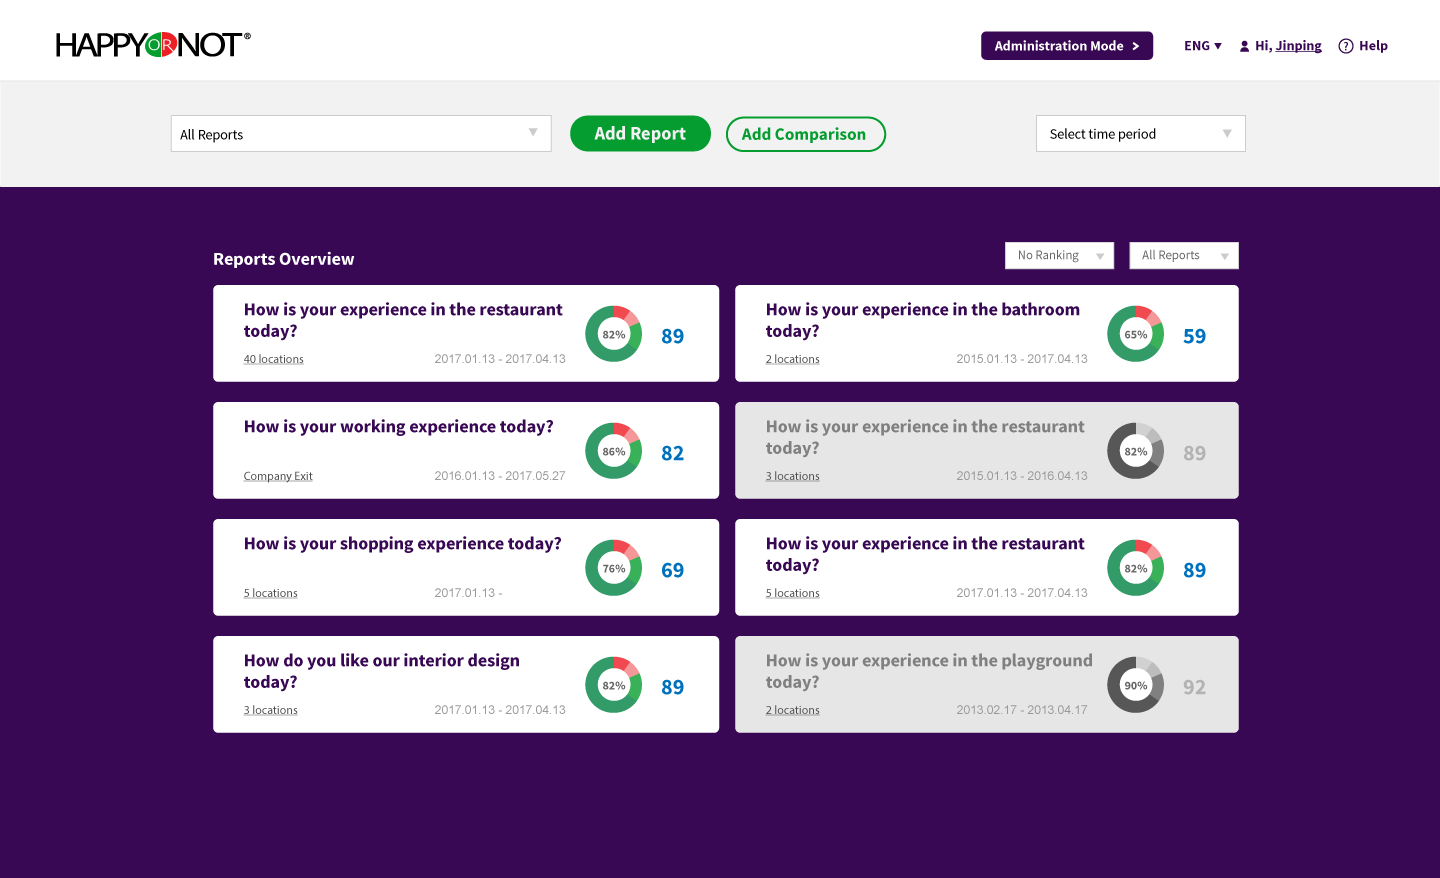 HAPPY OR NOT®
Administration Mode >
ENG
Hi, Jinping
? Help
All Reports
Add Report
Add Comparison
Select time period
Reports Overview
No Ranking
All Reports
How is your experience in the restaurant
today?
40 locations
2017.01.13 - 2017.04.13
82%
89
How is your experience in the bathroom
today?
2 locations
2015.01.13 - 2017.04.13
65%
59
How is your working experience today?
Company Exit
2016.01.13 - 2017.05.27
86%
82
How is your experience in the restaurant
today?
3 locations
2015.01.13 - 2016.04.13
82%
89
How is your shopping experience today?
5 locations
2017.01.13 -
76%
69
How is your experience in the restaurant
today?
5 locations
2017.01.13 - 2017.04.13
82%
89
How do you like our interior design
today?
3 locations
2017.01.13 - 2017.04.13
82%
89
How is your experience in the playground
today?
2 locations
2013.02.17 - 2013.04.17
90%
92